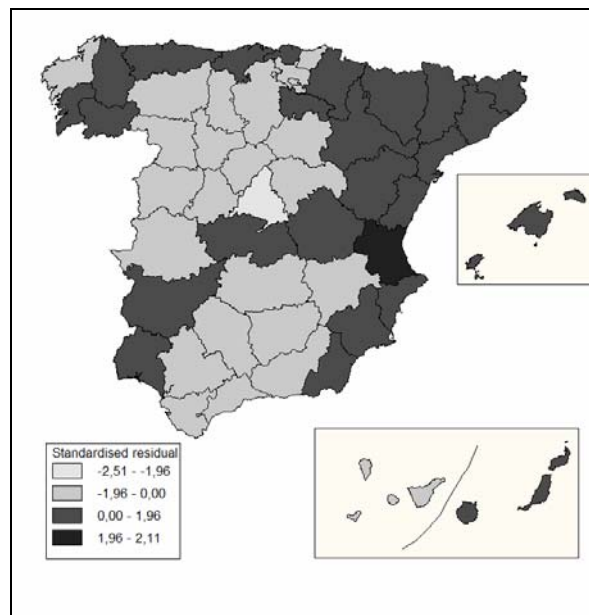 Standardised residual
-2,51 - -1,96
-1,96 - 0,00
0,00 - 1,96
1,96 - 2,11